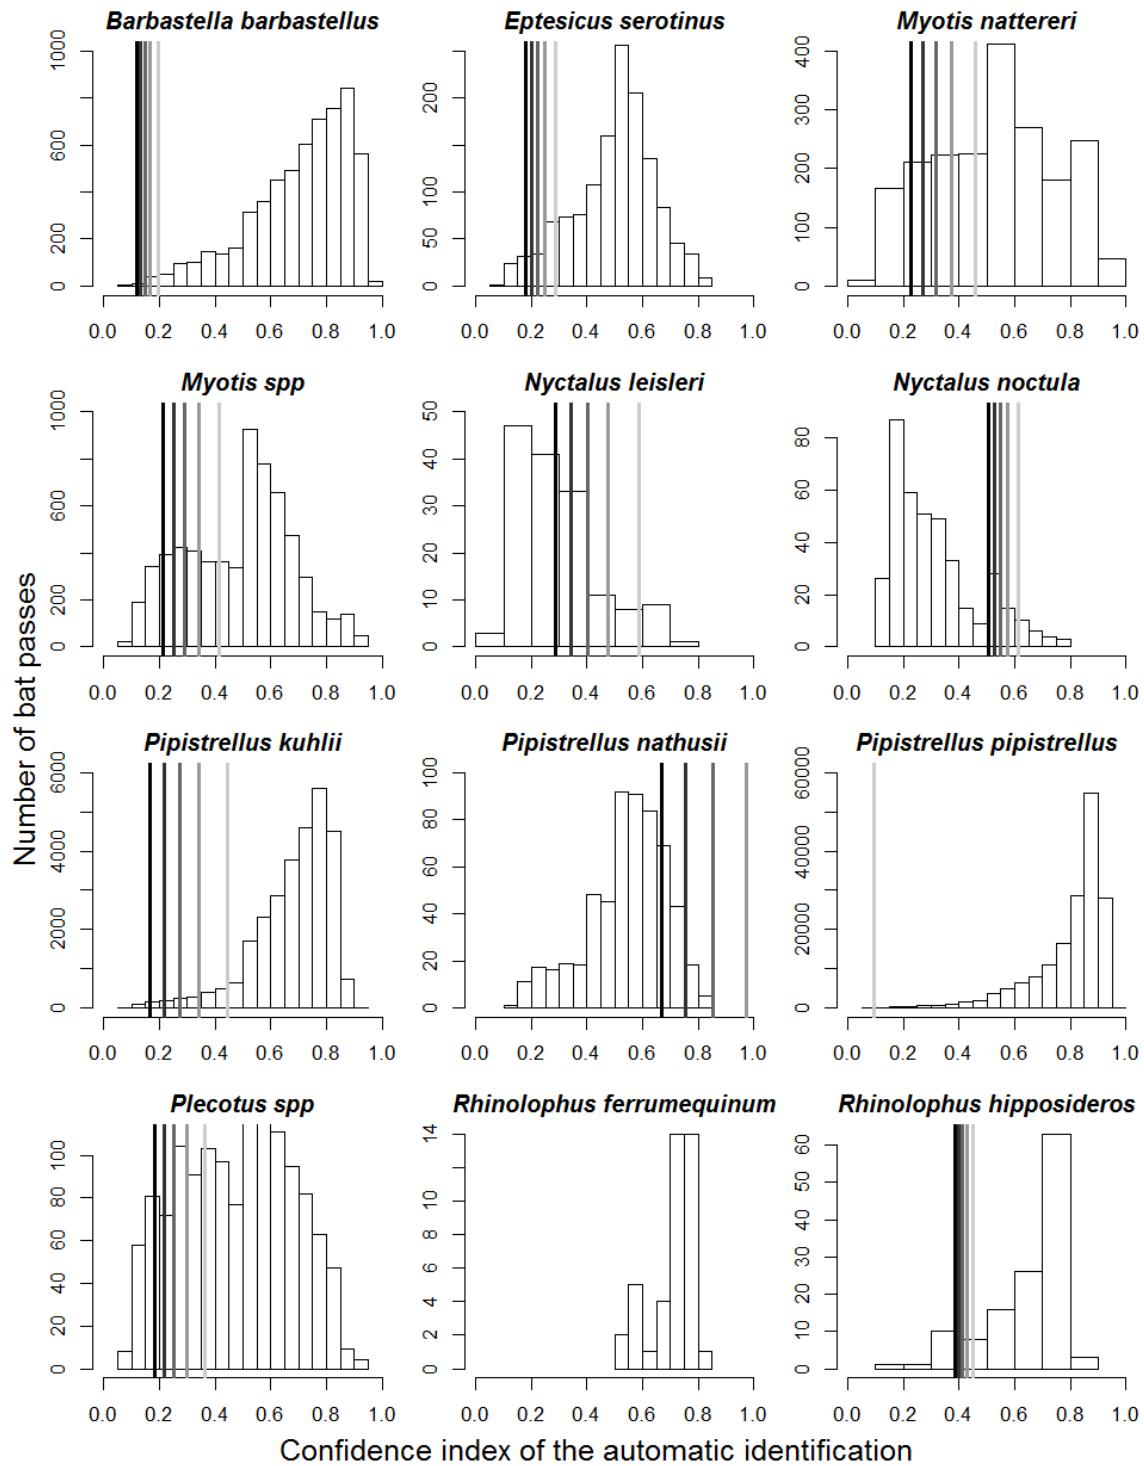 Barbastella barbastellus
Eptesicus serotinus
Myotis nattereri
0 200 600 1000
0 50 100 200
0 100 200 300 400
0.0 0.2 0.4 0.6 0.8 1.0
0.0 0.2 0.4 0.6 0.8 1.0
0.0 0.2 0.4 0.6 0.8 1.0
Myotis spp
Nyctalus leisleri
Nyctalus noctula
0 200 600 1000
0 10 20 30 40 50
0 20 40 60 80
0.0 0.2 0.4 0.6 0.8 1.0
0.0 0.2 0.4 0.6 0.8 1.0
0.0 0.2 0.4 0.6 0.8 1.0
Number of bat passes
Pipistrellus kuhlii
Pipistrellus nathusii
Pipistrellus pipistrellus
0 2000 4000 6000
0 20 40 60 80 100
0 20000 40000 60000
0.0 0.2 0.4 0.6 0.8 1.0
0.0 0.2 0.4 0.6 0.8 1.0
0.0 0.2 0.4 0.6 0.8 1.0
Plecotus spp
Rhinolophus ferrumequinum
Rhinolophus hipposideros
0 20 40 60 80 100
0 2 4 6 8 10 14
0 10 20 30 40 50 60
0.0 0.2 0.4 0.6 0.8 1.0
0.0 0.2 0.4 0.6 0.8 1.0
0.0 0.2 0.4 0.6 0.8 1.0
Confidence index of the automatic identification